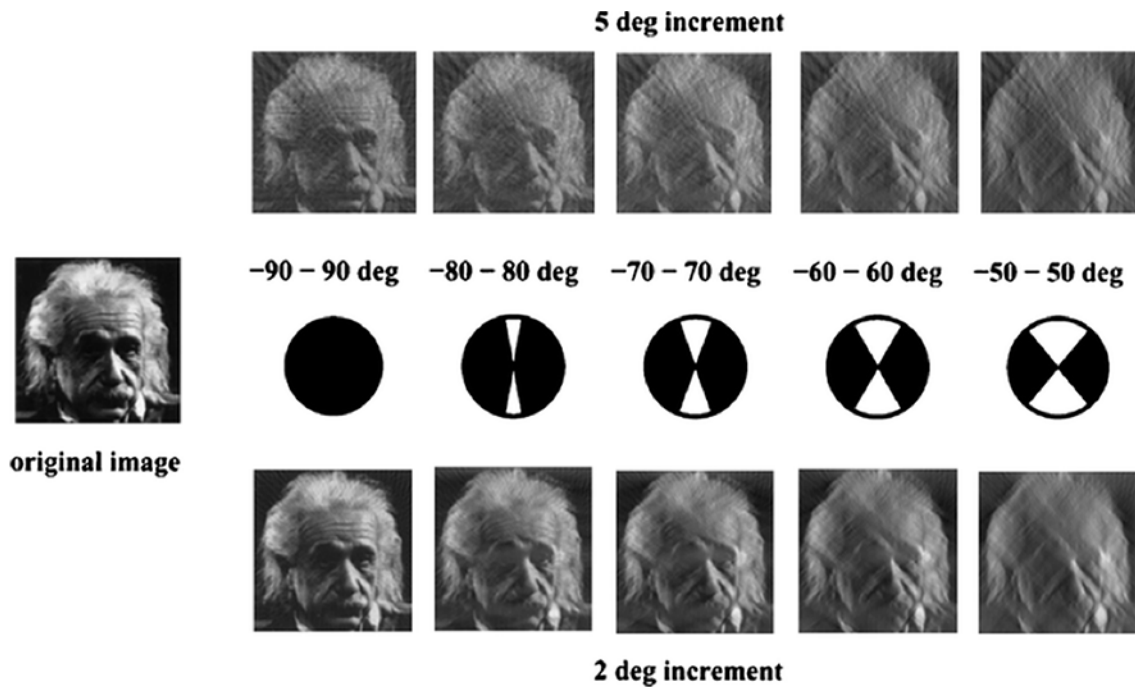 5 deg increment
−90 − 90 deg
−80 − 80 deg
−70 − 70 deg
−60 − 60 deg
−50 − 50 deg
original image
2 deg increment